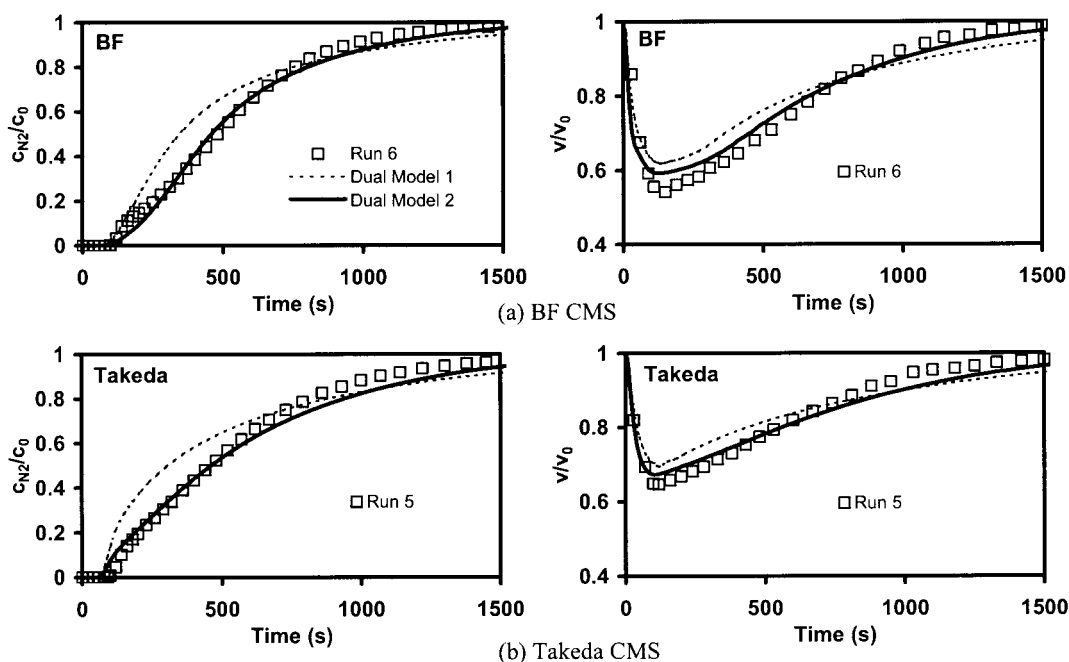 BF
c_N2/c_0
1
0.8
0.6
0.4
0.2
0
□ Run 6
Dual Model 1
Dual Model 2
0 500 1000 1500
Time (s)
BF
v/v_0
1
0.8
0.6
0.4
□ Run 6
0 500 1000 1500
Time (s)
(a) BF CMS
Takeda
c_N2/c_0
1
0.8
0.6
0.4
0.2
0
□ Run 5
0 500 1000 1500
Time (s)
Takeda
v/v_0
1
0.8
0.6
0.4
□ Run 5
0 500 1000 1500
Time (s)
(b) Takeda CMS